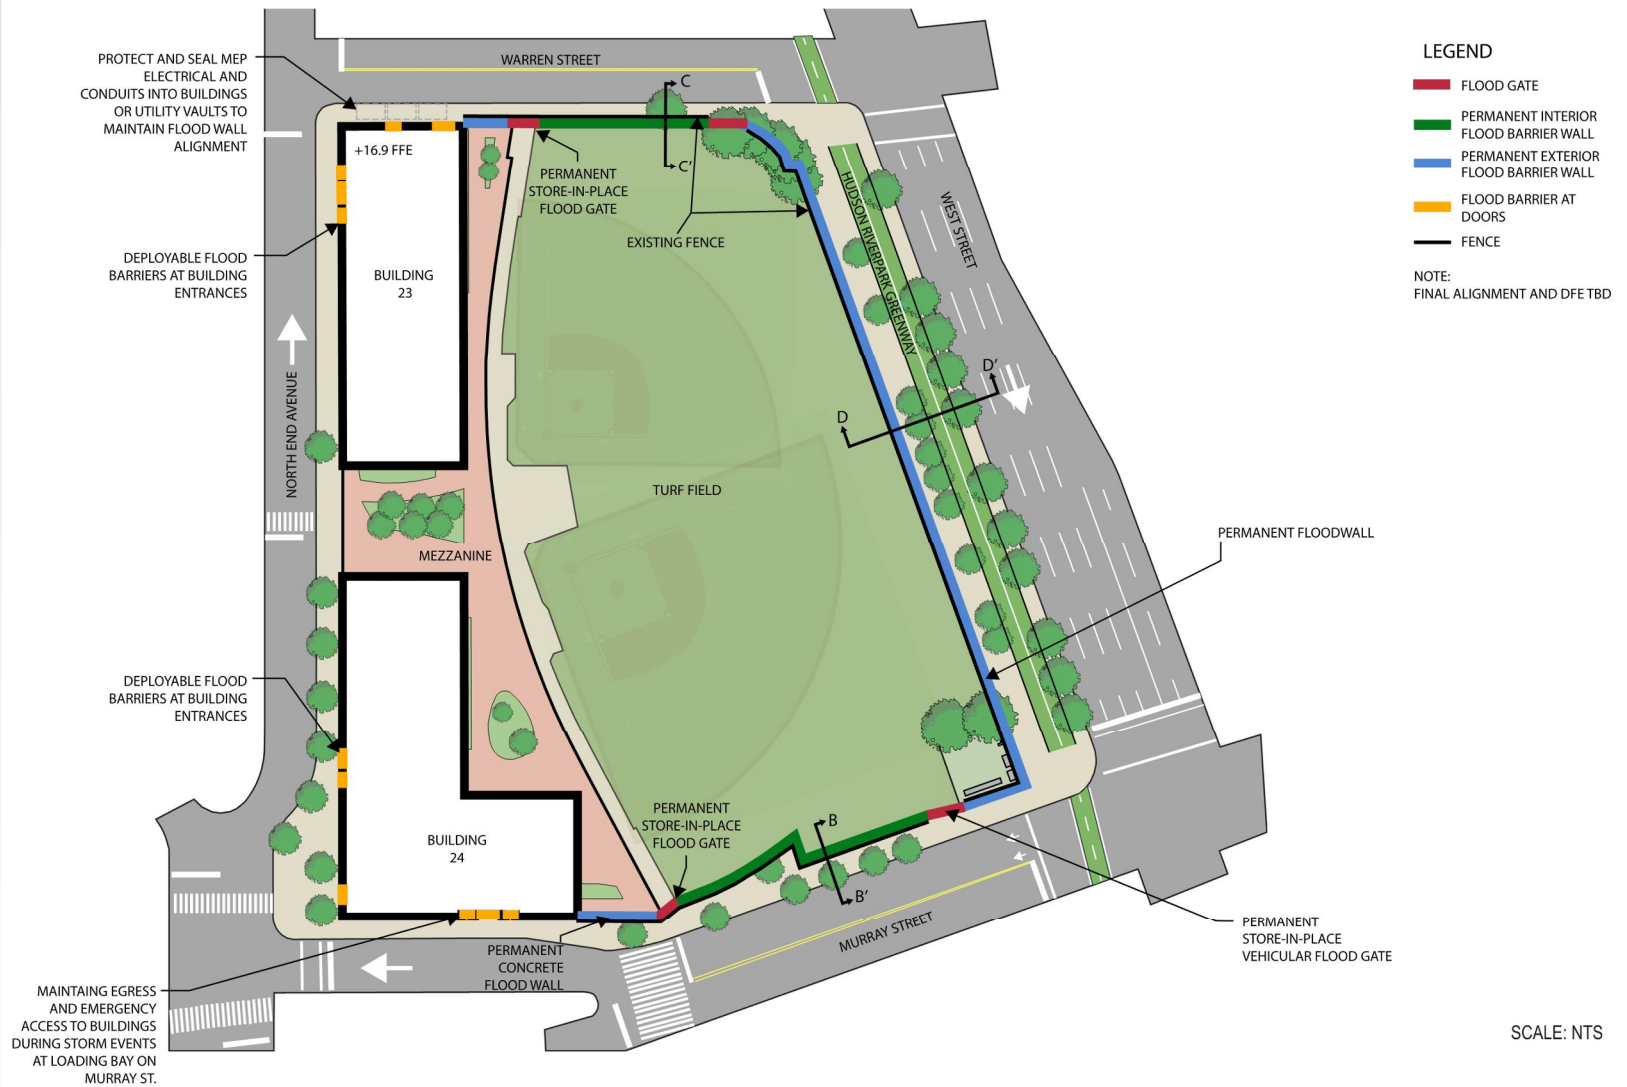 PROTECT AND SEAL MEP
ELECTRICAL AND
CONDUITS INTO BUILDINGS
OR UTILITY VAULTS TO
MAINTAIN FLOOD WALL
ALIGNMENT
WARREN STREET
C
C'
+16.9 FFE
PERMANENT
STORE-IN-PLACE
FLOOD GATE
EXISTING FENCE
DEPLOYABLE FLOOD
BARRIERS AT BUILDING
ENTRANCES
BUILDING
23
HUDSON RIVERPARK GREENWAY
WEST STREET
NORTH END AVENUE
D
D'
TURF FIELD
MEZZANINE
PERMANENT FLOODWALL
DEPLOYABLE FLOOD
BARRIERS AT BUILDING
ENTRANCES
BUILDING
24
PERMANENT
STORE-IN-PLACE
FLOOD GATE
B
B'
MURRAY STREET
PERMANENT
CONCRETE
FLOOD WALL
PERMANENT
STORE-IN-PLACE
VEHICULAR FLOOD GATE
MAINTAING EGRESS
AND EMERGENCY
ACCESS TO BUILDINGS
DURING STORM EVENTS
AT LOADING BAY ON
MURRAY ST.
LEGEND
FLOOD GATE
PERMANENT INTERIOR
FLOOD BARRIER WALL
PERMANENT EXTERIOR
FLOOD BARRIER WALL
FLOOD BARRIER AT
DOORS
FENCE
NOTE:
FINAL ALIGNMENT AND DFE TBD
SCALE: NTS